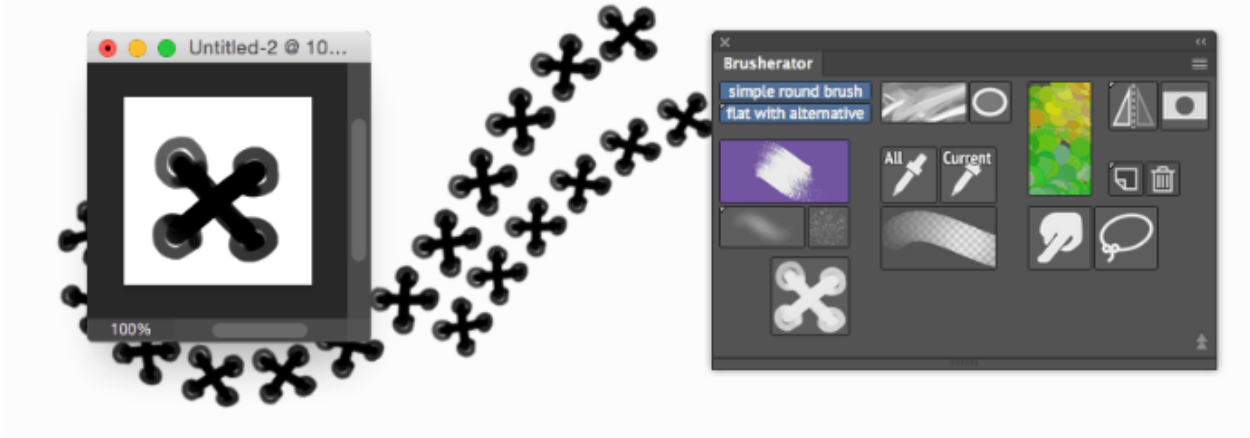 Untitled-2 @ 10...
100%
Brusherator
simple round brush
flat with alternative
All
Current